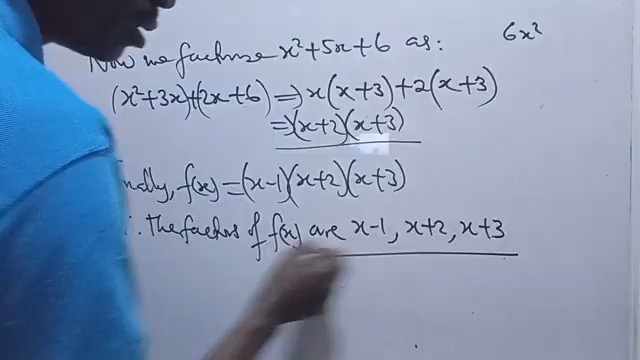 Now we factorise x²+5x+6 as: 6x²
(x²+3x)+(2x+6) ⇒ x(x+3)+2(x+3)
⇒(x+2)(x+3)
f(x)=(x-1)(x+2)(x+3)
∴ The factors of f(x) are x-1, x+2, x+3